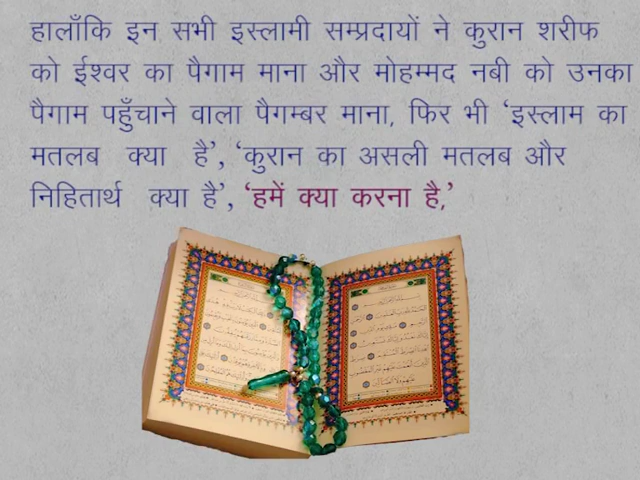 हालाँकि इन सभी इस्लामी सम्प्रदायों ने कुरान शरीफ
को ईश्वर का पैगाम माना और मोहम्मद नबी को उनका
पैगाम पहुँचाने वाला पैगम्बर माना, फिर भी ‘इस्लाम का
मतलब क्या है’, ‘कुरान का असली मतलब और
निहितार्थ क्या है’, ‘हमें क्या करना है,’